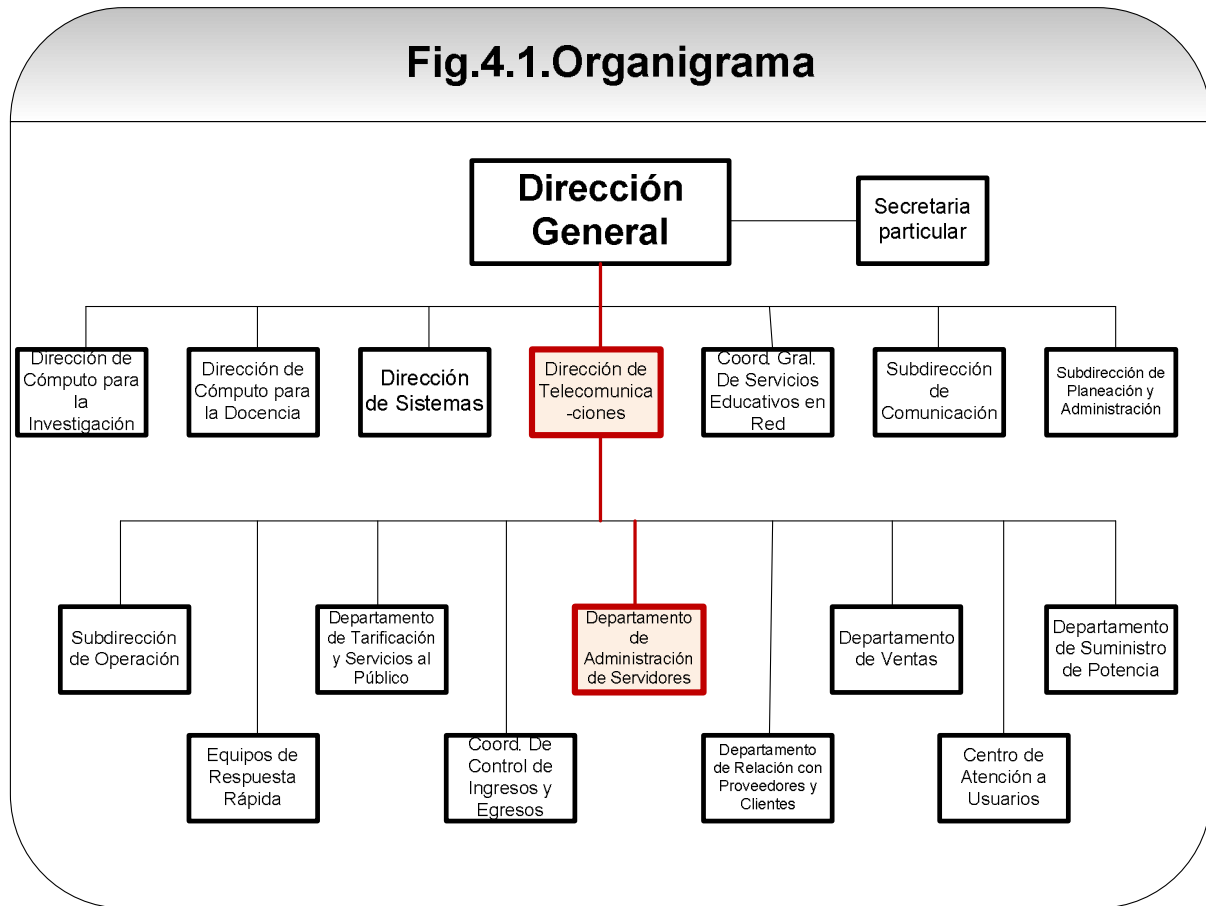 Fig.4.1.Organigrama
Dirección
General
Secretaria
particular
Dirección de
Cómputo para
la
Investigación
Dirección de
Cómputo para
la Docencia
Dirección
de Sistemas
Dirección de
Telecomunica
-ciones
Coord. Gral.
De Servicios
Educativos en
Red
Subdirección
de
Comunicación
Subdirección de
Planeación y
Administración
Subdirección
de Operación
Departamento
de Tarificación
y Servicios al
Público
Departamento
de
Administración
de Servidores
Departamento
de Ventas
Departamento
de Suministro
de Potencia
Equipos de
Respuesta
Rápida
Coord. De
Control de
Ingresos y
Egresos
Departamento
de Relación con
Proveedores y
Clientes
Centro de
Atención a
Usuarios